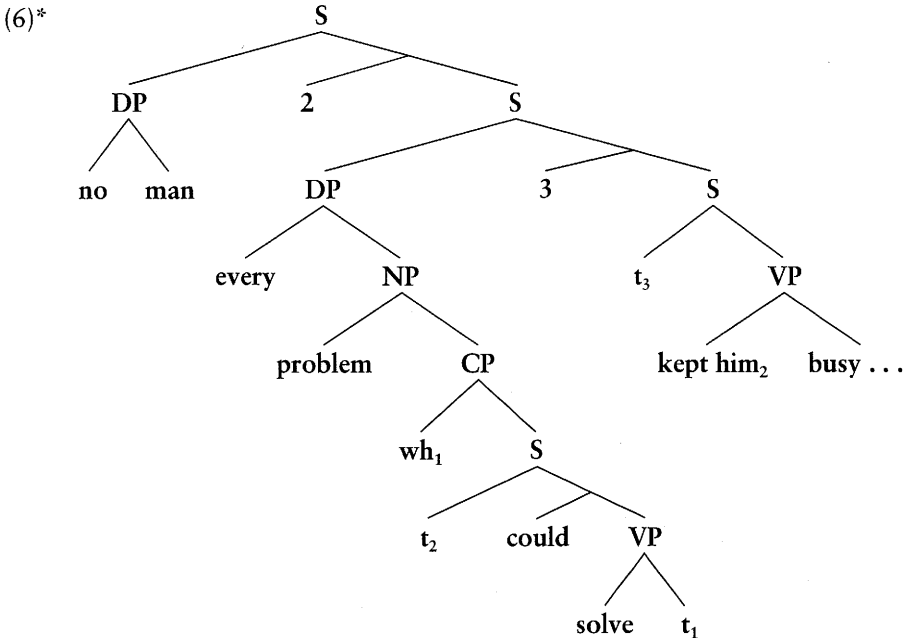 (6)* S
DP 2 S
no man DP 3 S
every NP t₃ VP
problem CP kept him₂ busy . . .
wh₁ S
t₂ could VP
solve t₁